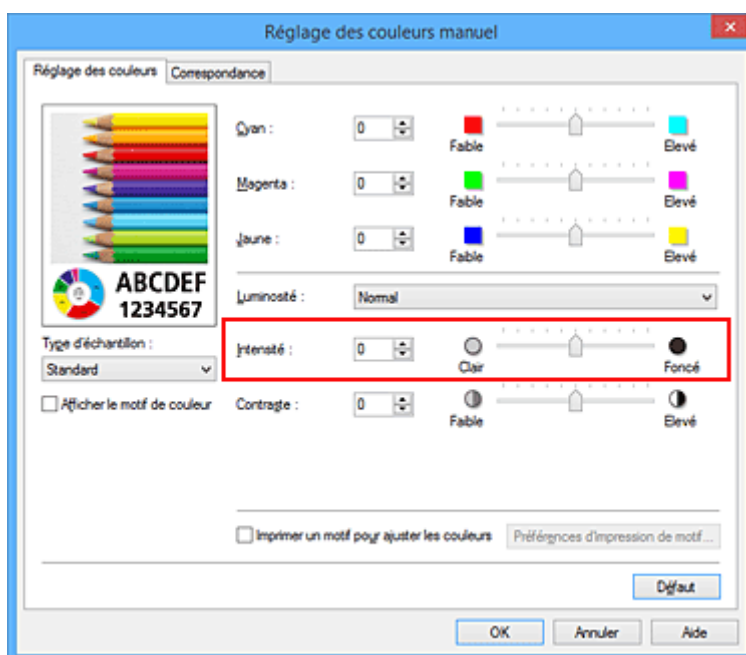 Réglage des couleurs manuel
Réglage des couleurs
Correspondance
ABCDEF
1234567
Type d'échantillon :
Standard
Afficher le motif de couleur
Cyan :
0
Faible
Elevé
Magenta :
0
Faible
Elevé
Jaune :
0
Faible
Elevé
Luminosité :
Normal
Intensité :
0
Clair
Foncé
Contraste :
0
Faible
Elevé
Imprimer un motif pour ajuster les couleurs
Préférences d'impression de motif...
Défaut
OK
Annuler
Aide